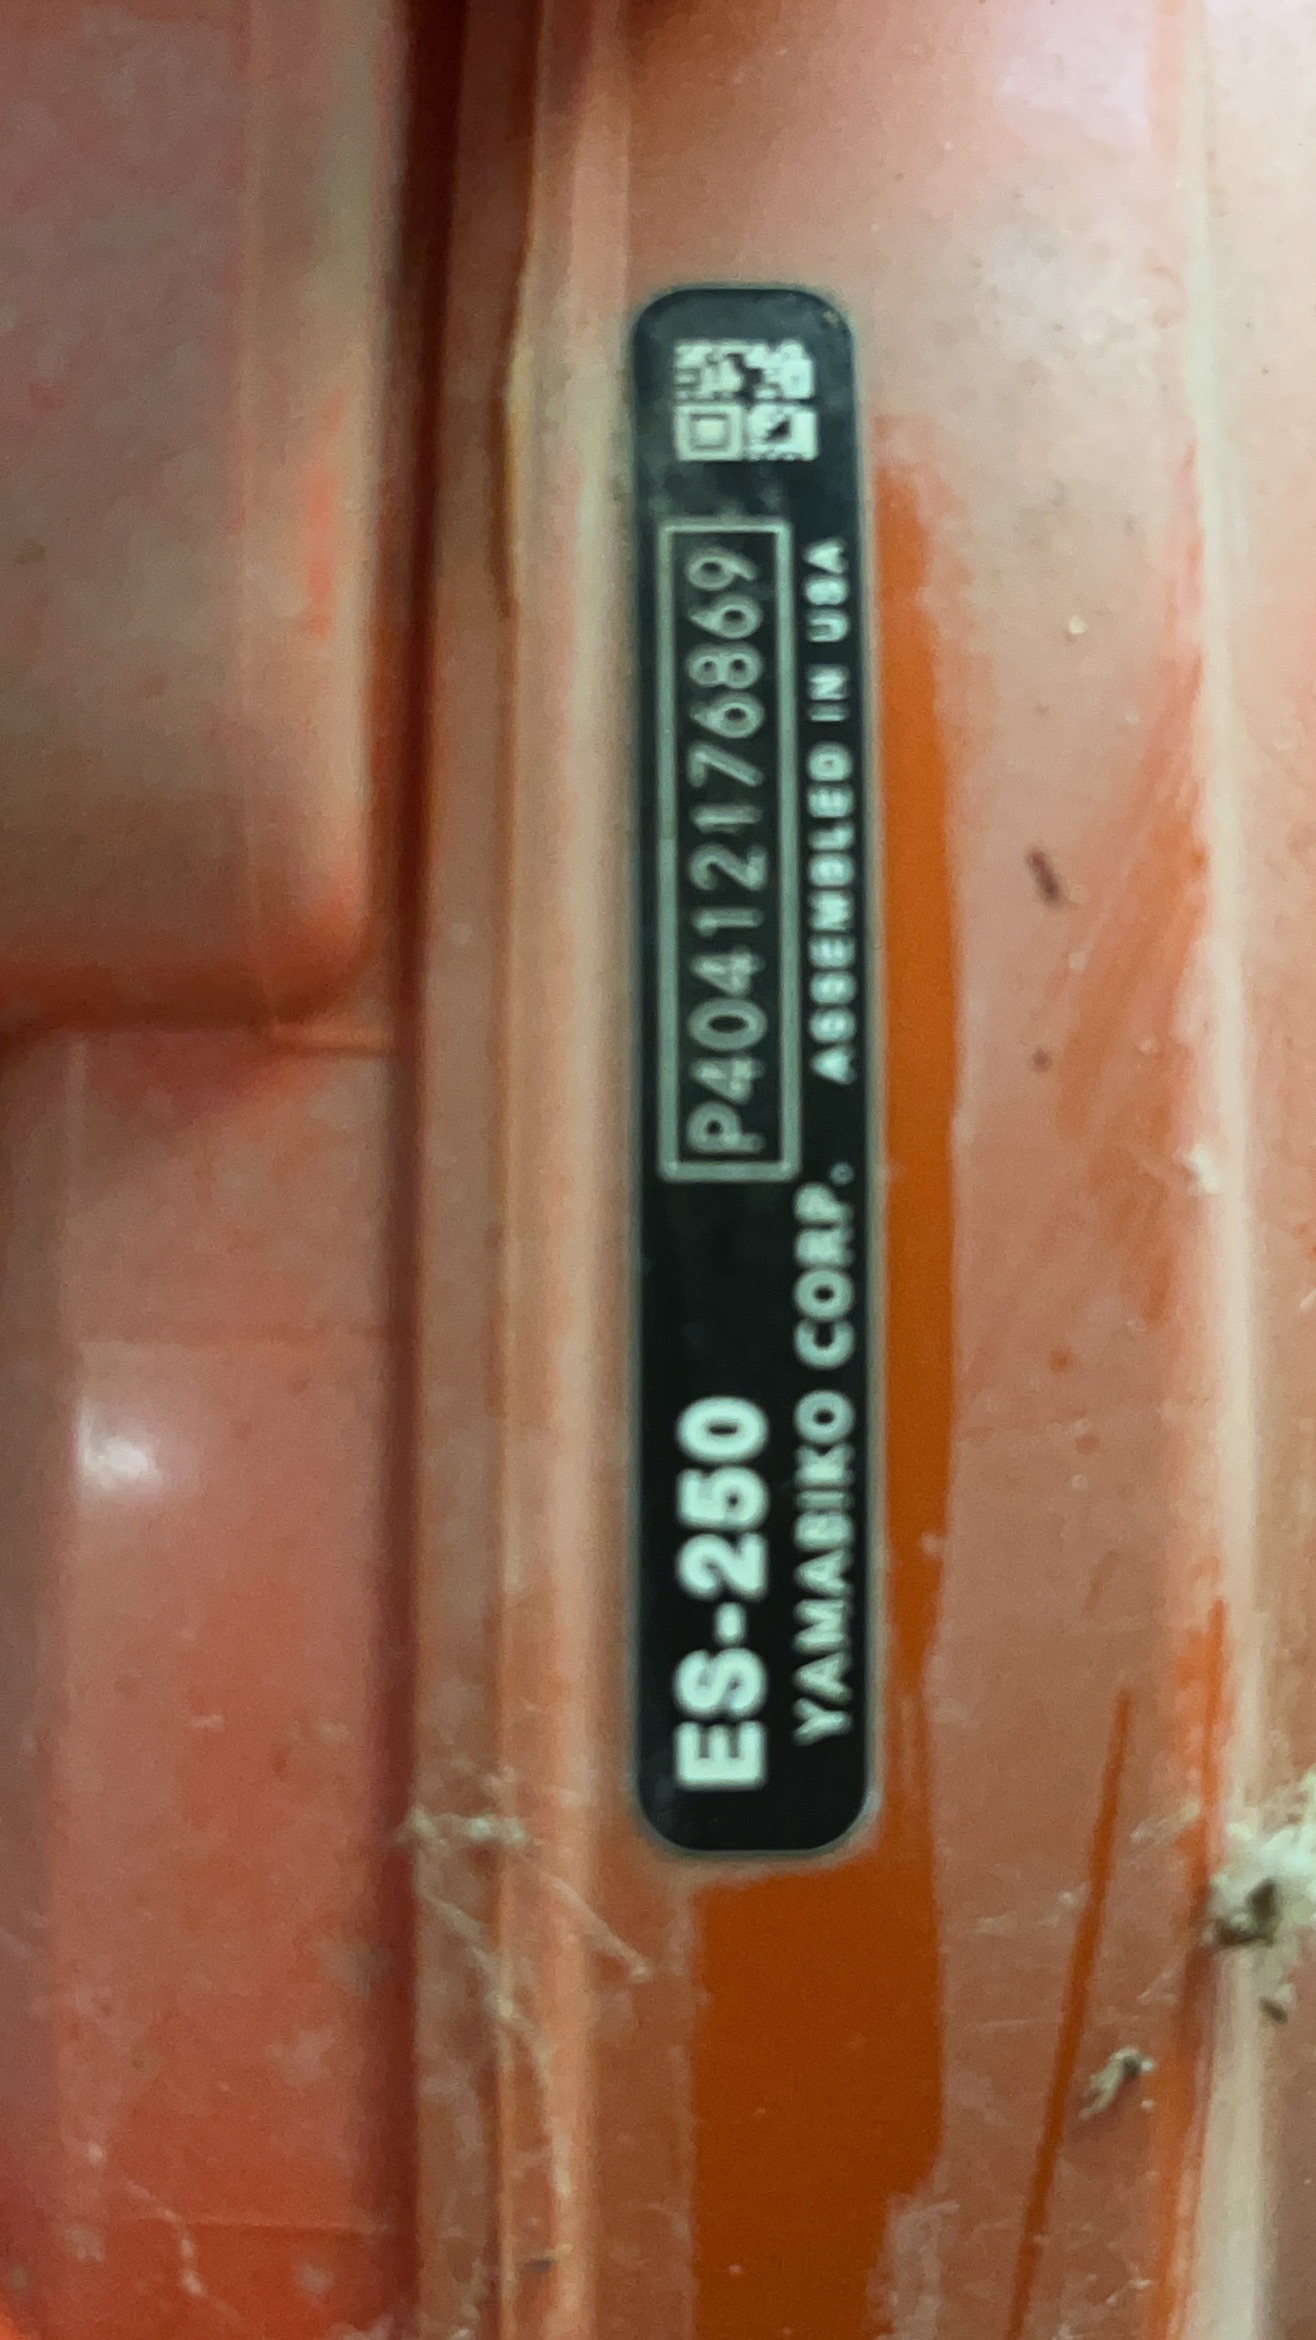 ES-250
P40412176869
YAMABIKO CORP. ASSEMBLED IN USA